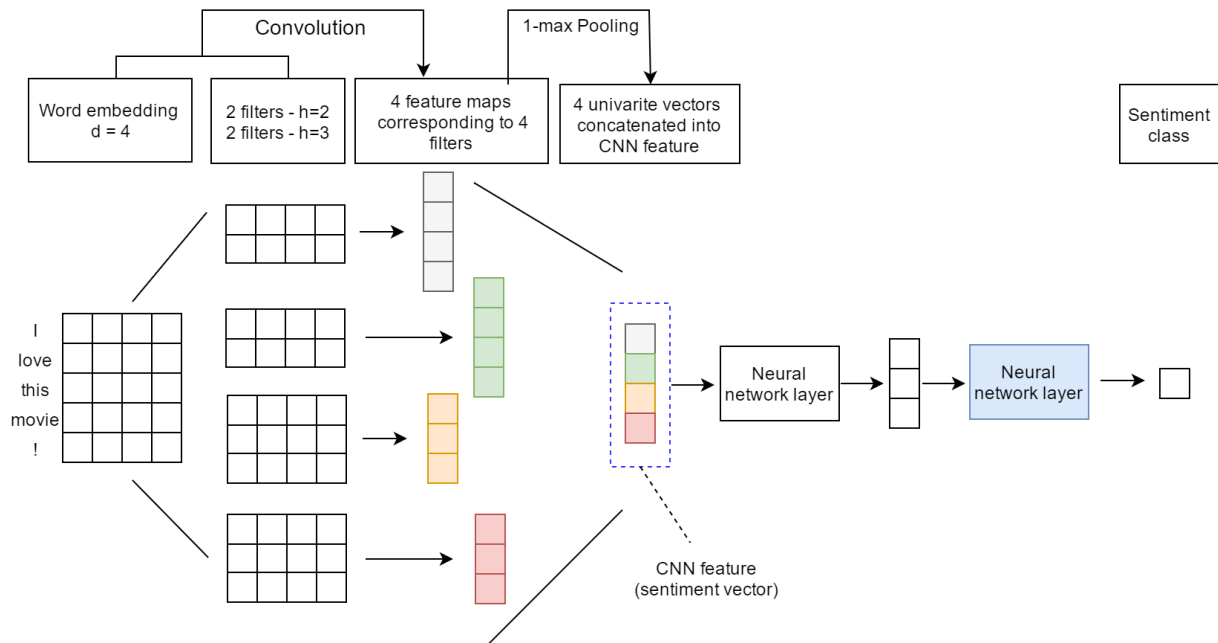 Convolution
1-max Pooling
Word embedding
d = 4
2 filters - h=2
2 filters - h=3
4 feature maps
corresponding to 4
filters
4 univarite vectors
concatenated into
CNN feature
Sentiment
class
I
love
this
movie
!
Neural
network layer
Neural
network layer
CNN feature
(sentiment vector)